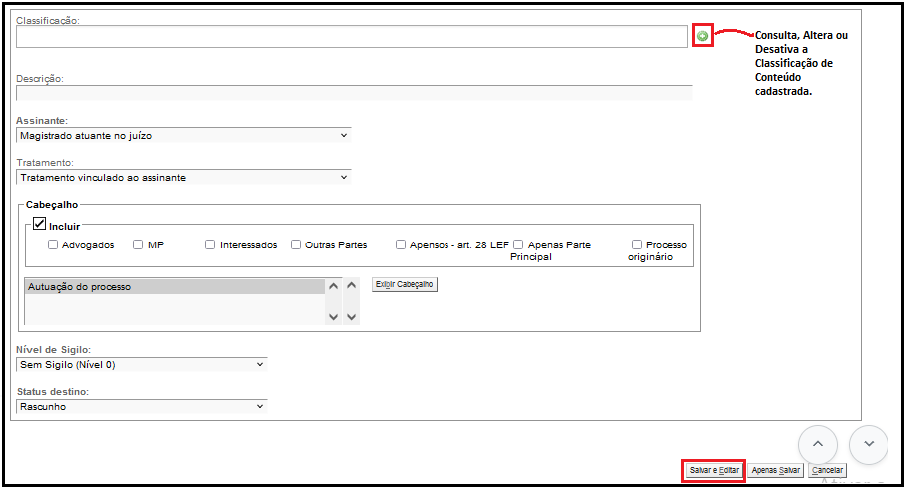 Classificação:
Consulta, Altera ou
Desativa a
Classificação de
Conteúdo
cadastrada.
Descrição:
Assinante:
Magistrado atuante no juízo
Tratamento:
Tratamento vinculado ao assinante
Cabeçalho
Incluir
Advogados MP Interessados Outras Partes Apensos - art. 28 LEF Apenas Parte Processo
Principal originário
Autuação do processo
Exibir Cabeçalho
Nível de Sigilo:
Sem Sigilo (Nível 0)
Status destino:
Rascunho
Salvar e Editar Apenas Salvar Cancelar